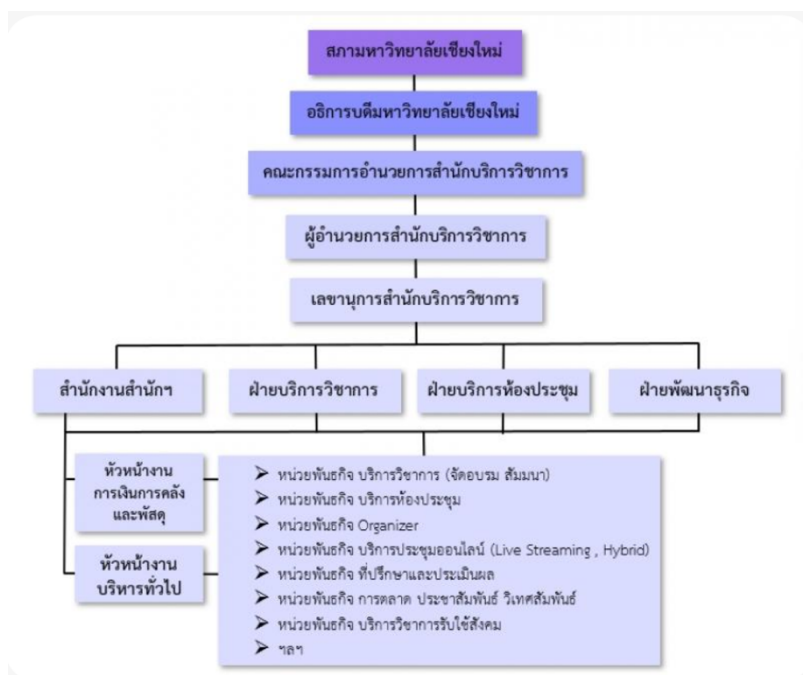 สภามหาวิทยาลัยเชียงใหม่
อธิการบดีมหาวิทยาลัยเชียงใหม่
คณะกรรมการอำนวยการสำนักบริการวิชาการ
ผู้อำนวยการสำนักบริการวิชาการ
เลขานุการสำนักบริการวิชาการ
สำนักงานสำนักฯ
ฝ่ายบริการวิชาการ
ฝ่ายบริการห้องประชุม
ฝ่ายพัฒนาธุรกิจ
หัวหน้างาน
การเงินการคลัง
และพัสดุ
หัวหน้างาน
บริหารทั่วไป
➢ หน่วยพันธกิจ บริการวิชาการ (จัดอบรม สัมมนา)
➢ หน่วยพันธกิจ บริการห้องประชุม
➢ หน่วยพันธกิจ Organizer
➢ หน่วยพันธกิจ บริการประชุมออนไลน์ (Live Streaming , Hybrid)
➢ หน่วยพันธกิจ ที่ปรึกษาและประเมินผล
➢ หน่วยพันธกิจ การตลาด ประชาสัมพันธ์ วิเทศสัมพันธ์
➢ หน่วยพันธกิจ บริการวิชาการรับใช้สังคม
➢ ฯลฯ